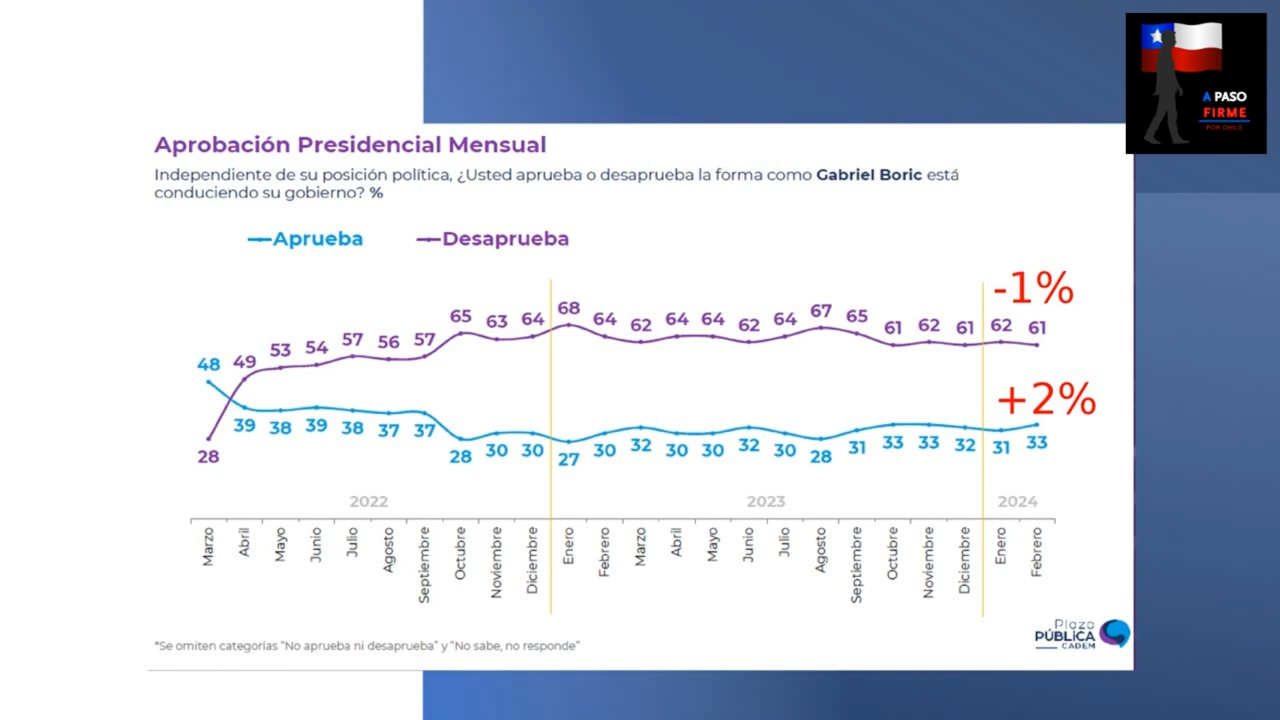 A PASO
FIRME
POR CHILE
Aprobación Presidencial Mensual
Independiente de su posición política, ¿Usted aprueba o desaprueba la forma como Gabriel Boric está
conduciendo su gobierno? %
Aprueba Desaprueba
-1%
+2%
48 49 53 54 57 56 57 65 63 64 68 64 62 64 64 62 64 67 65 61 62 61 62 61
28 39 38 39 38 37 37 28 30 30 27 30 32 30 30 32 30 28 31 33 33 32 31 33
2022 2023 2024
Marzo Abril Mayo Junio Julio Agosto Septiembre Octubre Noviembre Diciembre Enero Febrero Marzo Abril Mayo Junio Julio Agosto Septiembre Octubre Noviembre Diciembre Enero Febrero
*Se omiten categorías "No aprueba ni desaprueba" y "No sabe, no responde"
Plaza
PÚBLICA
CADEM